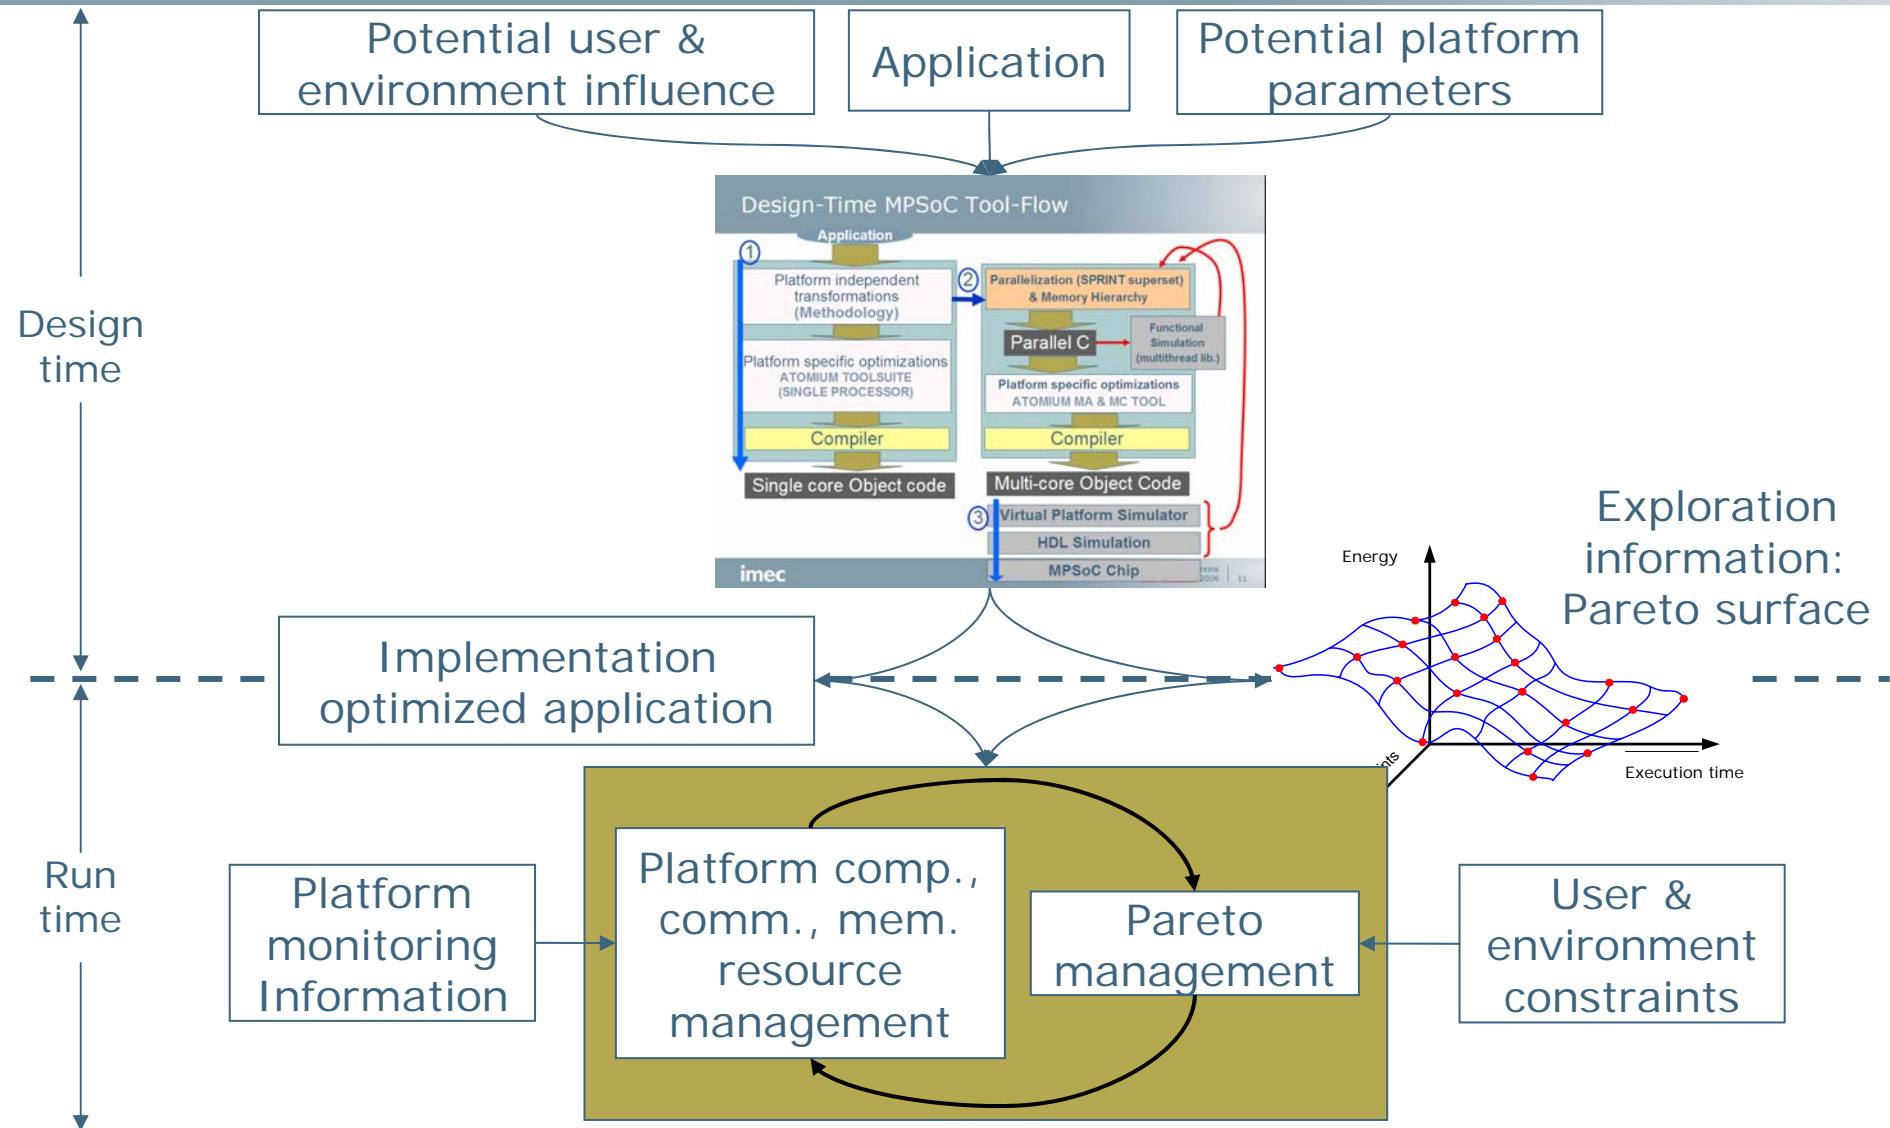 Potential user &
environment influence
Application
Potential platform
parameters
Design-Time MPSoC Tool-Flow
Application
1
Platform independent
transformations
(Methodology)
2
Parallelization (SPRINT superset)
& Memory Hierarchy
Functional
Simulation
(multithread lib.)
Parallel C
Platform specific optimizations
ATOMIUM TOOLSUITE
(SINGLE PROCESSOR)
Platform specific optimizations
ATOMIUM MA & MC TOOL
Compiler
Compiler
Single core Object code
Multi-core Object Code
3
Virtual Platform Simulator
HDL Simulation
MPSoC Chip
imec
2006
11
Design
time
Exploration
information:
Pareto surface
Energy
Execution time
Implementation
optimized application
Run
time
Platform
monitoring
Information
Platform comp.,
comm., mem.
resource
management
Pareto
management
User &
environment
constraints